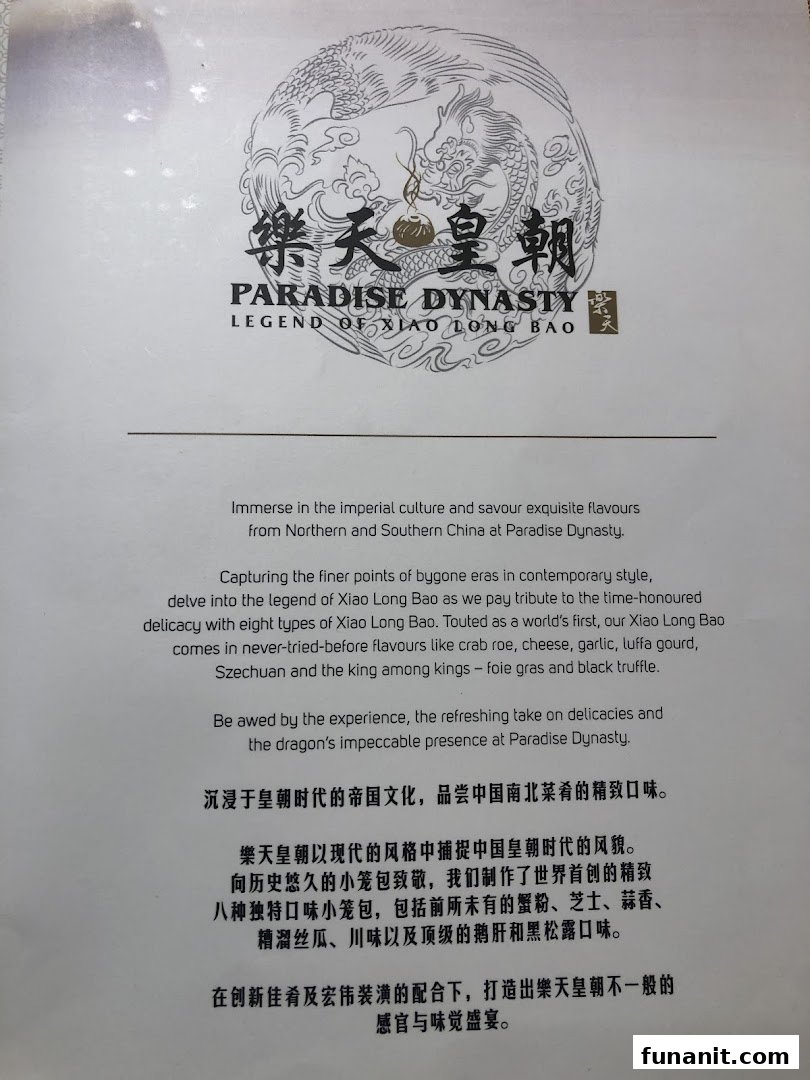 樂天皇朝
PARADISE DYNASTY
LEGEND OF XIAO LONG BAO
樂天
Immerse in the imperial culture and savour exquisite flavours
from Northern and Southern China at Paradise Dynasty.
Capturing the finer points of bygone eras in contemporary style,
delve into the legend of Xiao Long Bao as we pay tribute to the time-honoured
delicacy with eight types of Xiao Long Bao. Touted as a world's first, our Xiao Long Bao
comes in never-tried-before flavours like crab roe, cheese, garlic, luffa gourd,
Szechuan and the king among kings – foie gras and black truffle.
Be awed by the experience, the refreshing take on delicacies and
the dragon's impeccable presence at Paradise Dynasty.
沉浸于皇朝时代的帝国文化，品尝中国南北菜肴的精致口味。
樂天皇朝以现代的风格中捕捉中国皇朝时代的风貌。
向历史悠久的小笼包致敬，我们制作了世界首创的精致
八种独特口味小笼包，包括前所未有的蟹粉、芝士、蒜香、
糟溜丝瓜、川味以及顶级的鹅肝和黑松露口味。
在创新佳肴及宏伟装潢的配合下，打造出樂天皇朝不一般的
感官与味觉盛宴。
funanit.com